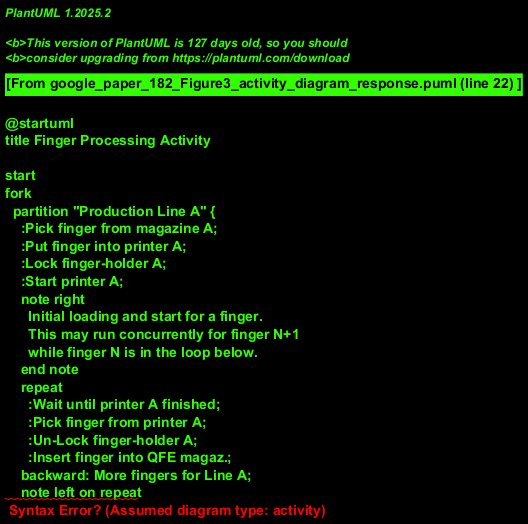 PlantUML 1.2025.2
<b>This version of PlantUML is 127 days old, so you should
<b>consider upgrading from https://plantuml.com/download
[From google_paper_182_Figure3_activity_diagram_response.puml (line 22) ]
@startuml
title Finger Processing Activity
start
fork
partition "Production Line A" {
:Pick finger from magazine A;
:Put finger into printer A;
:Lock finger-holder A;
:Start printer A;
note right
Initial loading and start for a finger.
This may run concurrently for finger N+1
while finger N is in the loop below.
end note
repeat
:Wait until printer A finished;
:Pick finger from printer A;
:Un-Lock finger-holder A;
:Insert finger into QFE magaz.;
backward: More fingers for Line A;
note left on repeat
Syntax Error? (Assumed diagram type: activity)